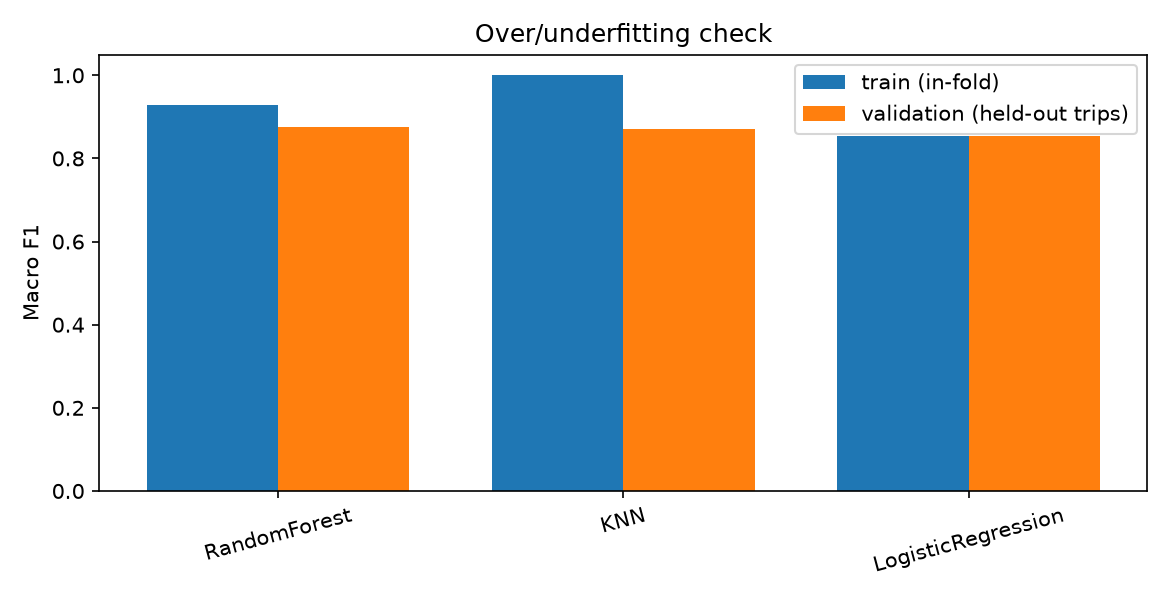 Over/underfitting check
train (in-fold)
validation (held-out trips)
Macro F1
1.0
0.8
0.6
0.4
0.2
0.0
RandomForest
KNN
LogisticRegression